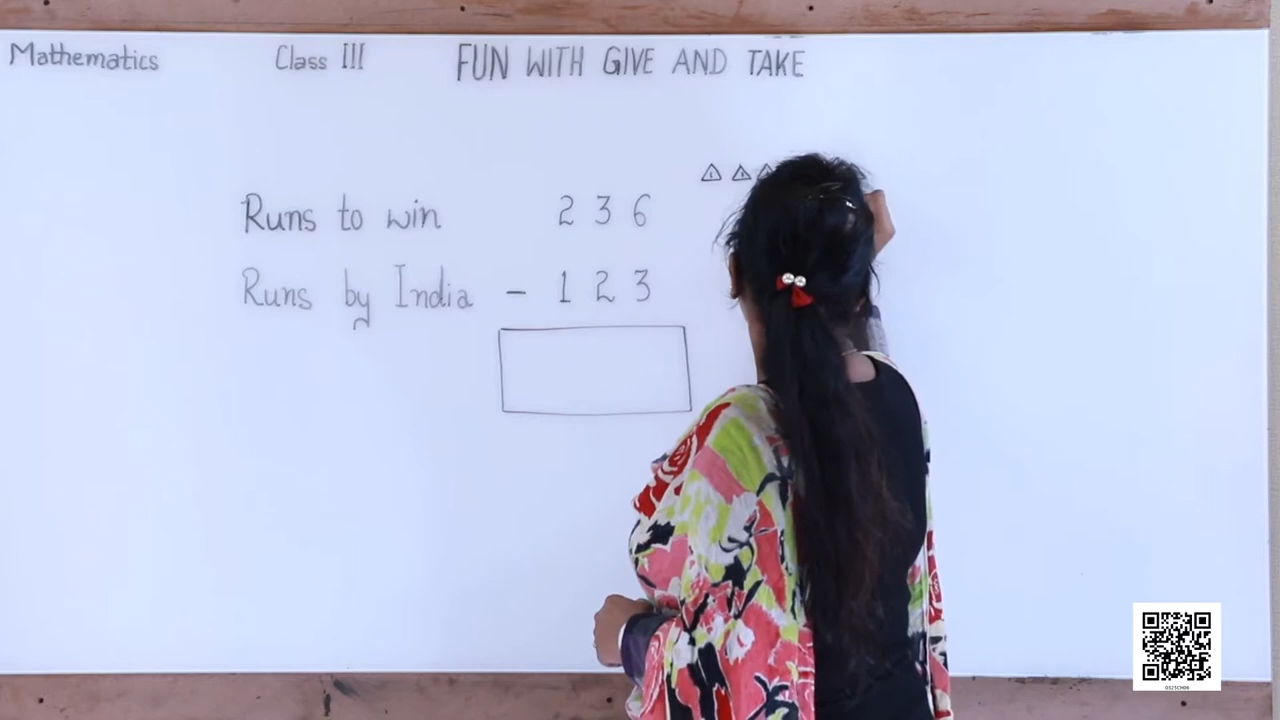 Mathematics Class III FUN WITH GIVE AND TAKE
Runs to win 2 3 6
Runs by India - 1 2 3
0325CH06